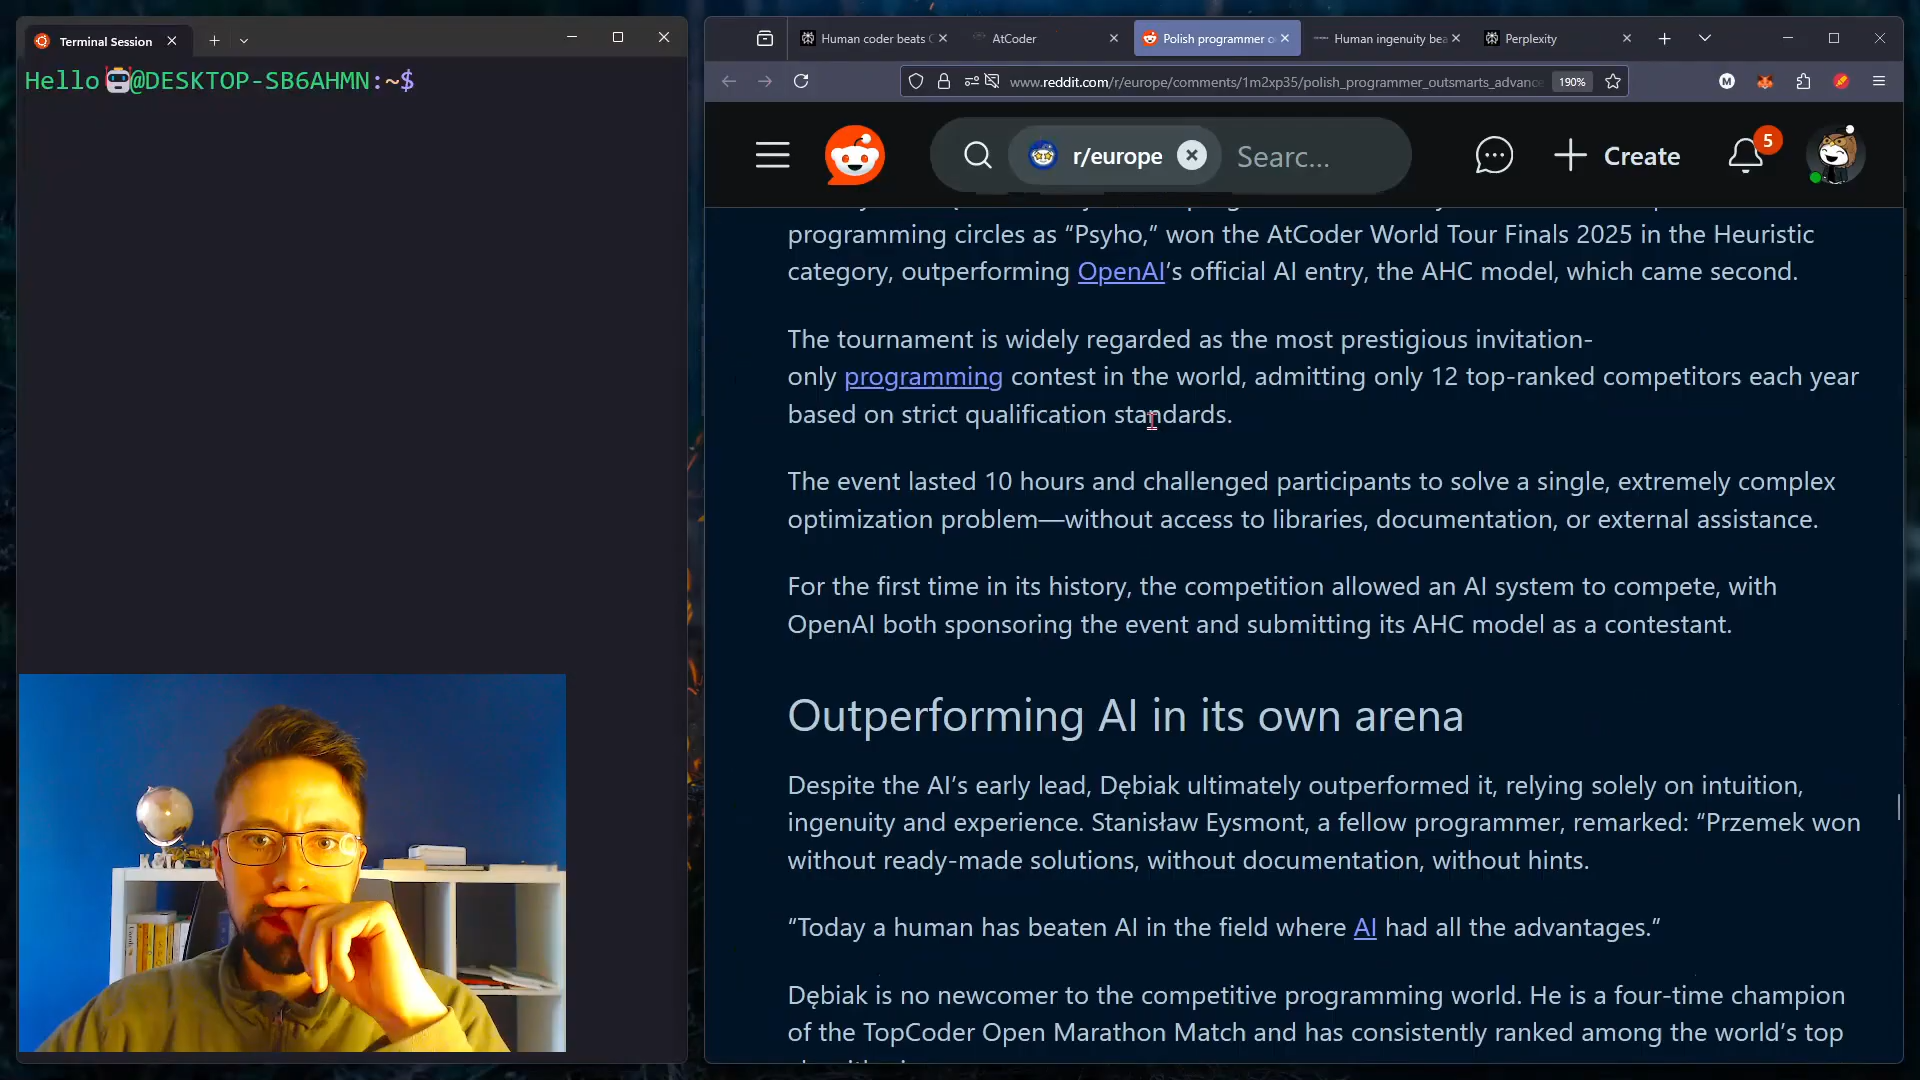 Terminal Session
Hello @DESKTOP-SB6AHMN:~$
Human coder beats
AtCoder
Polish programmer o
Human ingenuity bea
Perplexity
www.reddit.com/r/europe/comments/1m2xp35/polish_programmer_outsmarts_advance
190%
M
r/europe
Searc...
Create
5
programming circles as “Psyho,” won the AtCoder World Tour Finals 2025 in the Heuristic
category, outperforming OpenAI’s official AI entry, the AHC model, which came second.
The tournament is widely regarded as the most prestigious invitation-
only programming contest in the world, admitting only 12 top-ranked competitors each year
based on strict qualification standards.
The event lasted 10 hours and challenged participants to solve a single, extremely complex
optimization problem—without access to libraries, documentation, or external assistance.
For the first time in its history, the competition allowed an AI system to compete, with
OpenAI both sponsoring the event and submitting its AHC model as a contestant.
Outperforming AI in its own arena
Despite the AI’s early lead, Dębiak ultimately outperformed it, relying solely on intuition,
ingenuity and experience. Stanisław Eysmont, a fellow programmer, remarked: “Przemek won
without ready-made solutions, without documentation, without hints.
“Today a human has beaten AI in the field where AI had all the advantages.”
Dębiak is no newcomer to the competitive programming world. He is a four-time champion
of the TopCoder Open Marathon Match and has consistently ranked among the world’s top